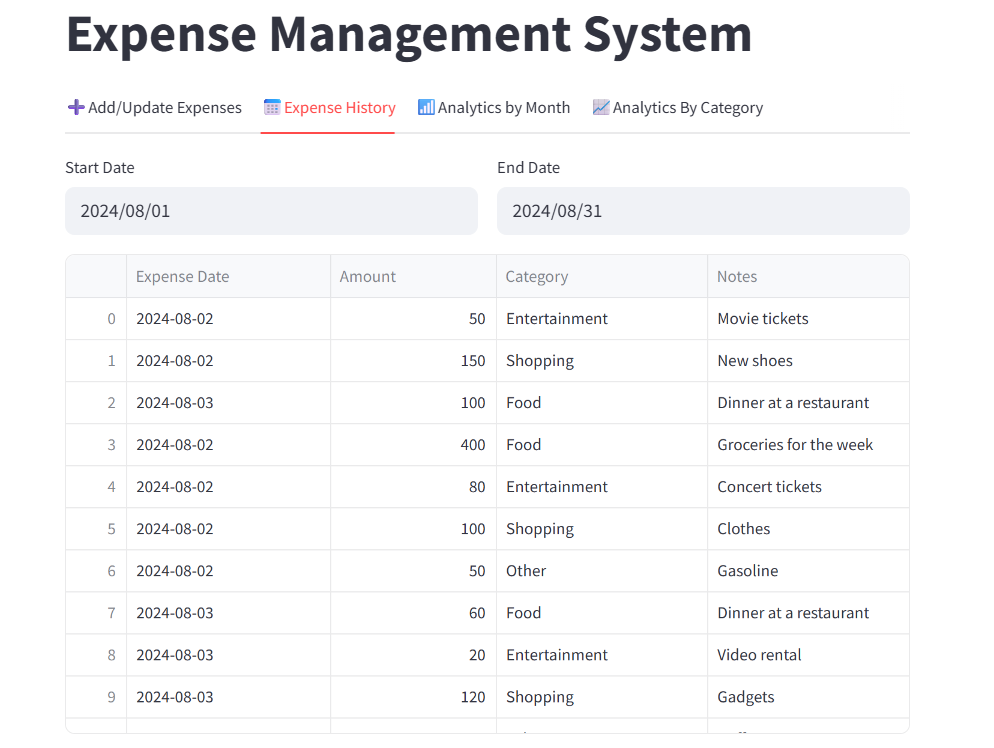 Expense Management System
Add/Update Expenses Expense History Analytics by Month Analytics By Category
Start Date End Date
2024/08/01 2024/08/31
Expense Date Amount Category Notes
0 2024-08-02 50 Entertainment Movie tickets
1 2024-08-02 150 Shopping New shoes
2 2024-08-03 100 Food Dinner at a restaurant
3 2024-08-02 400 Food Groceries for the week
4 2024-08-02 80 Entertainment Concert tickets
5 2024-08-02 100 Shopping Clothes
6 2024-08-02 50 Other Gasoline
7 2024-08-03 60 Food Dinner at a restaurant
8 2024-08-03 20 Entertainment Video rental
9 2024-08-03 120 Shopping Gadgets